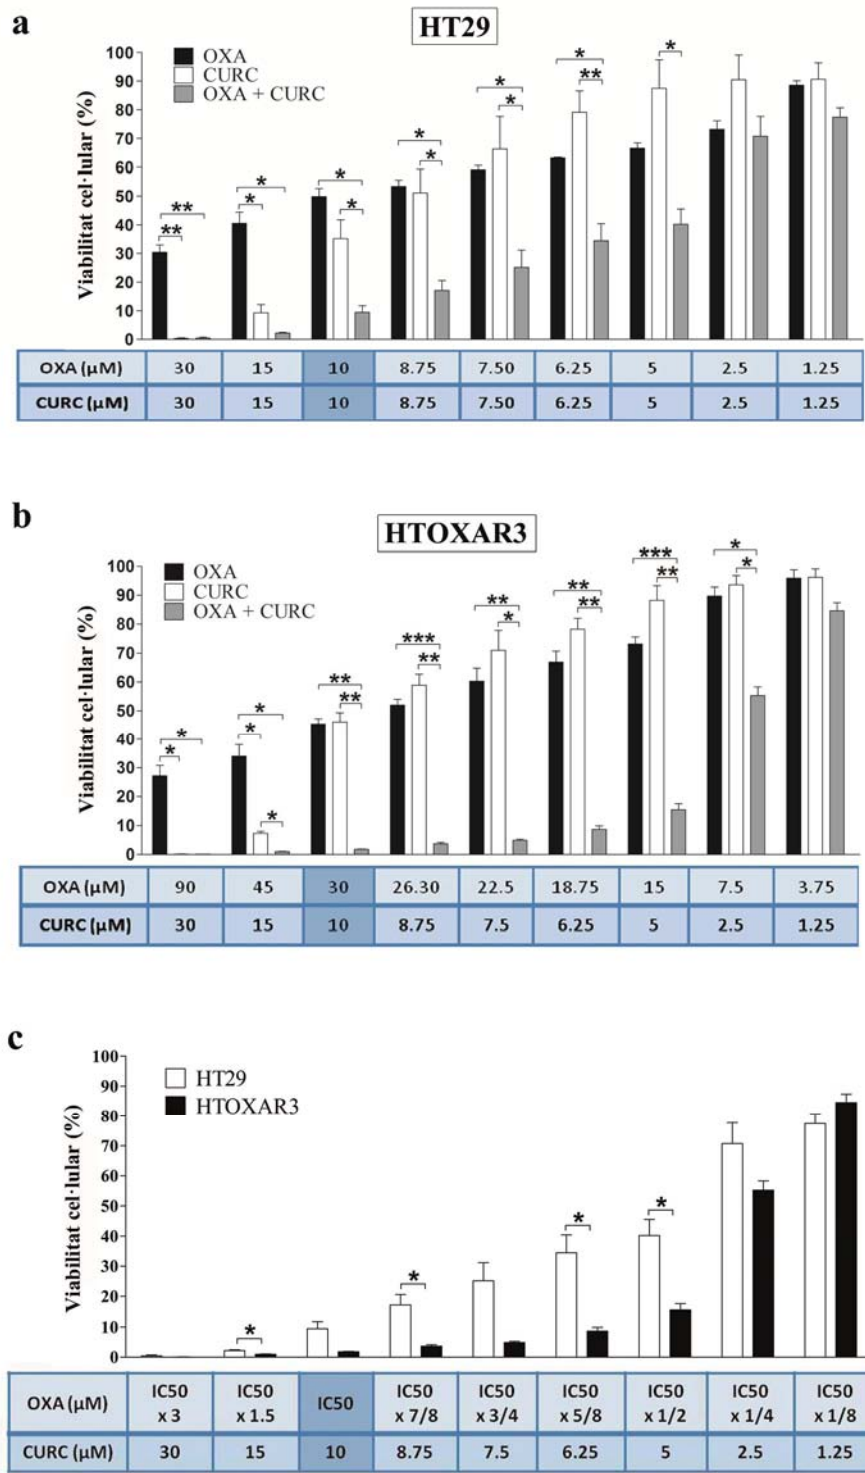 a
HT29
OXA
CURC
OXA + CURC
Viabilitat cel·lular (%)
100
90
80
70
60
50
40
30
20
10
0
** ** * * * * * * * * * * ** *
OXA (μM) 30 15 10 8.75 7.50 6.25 5 2.5 1.25
CURC (μM) 30 15 10 8.75 7.50 6.25 5 2.5 1.25
b
HTOXAR3
OXA
CURC
OXA + CURC
Viabilitat cel·lular (%)
100
90
80
70
60
50
40
30
20
10
0
* * * * * ** ** *** ** ** * ** ** *** ** * *
OXA (μM) 90 45 30 26.30 22.5 18.75 15 7.5 3.75
CURC (μM) 30 15 10 8.75 7.5 6.25 5 2.5 1.25
c
HT29
HTOXAR3
Viabilitat cel·lular (%)
100
90
80
70
60
50
40
30
20
10
0
* * * *
OXA (μM) IC50 x 3 IC50 x 1.5 IC50 IC50 x 7/8 IC50 x 3/4 IC50 x 5/8 IC50 x 1/2 IC50 x 1/4 IC50 x 1/8
CURC (μM) 30 15 10 8.75 7.5 6.25 5 2.5 1.25